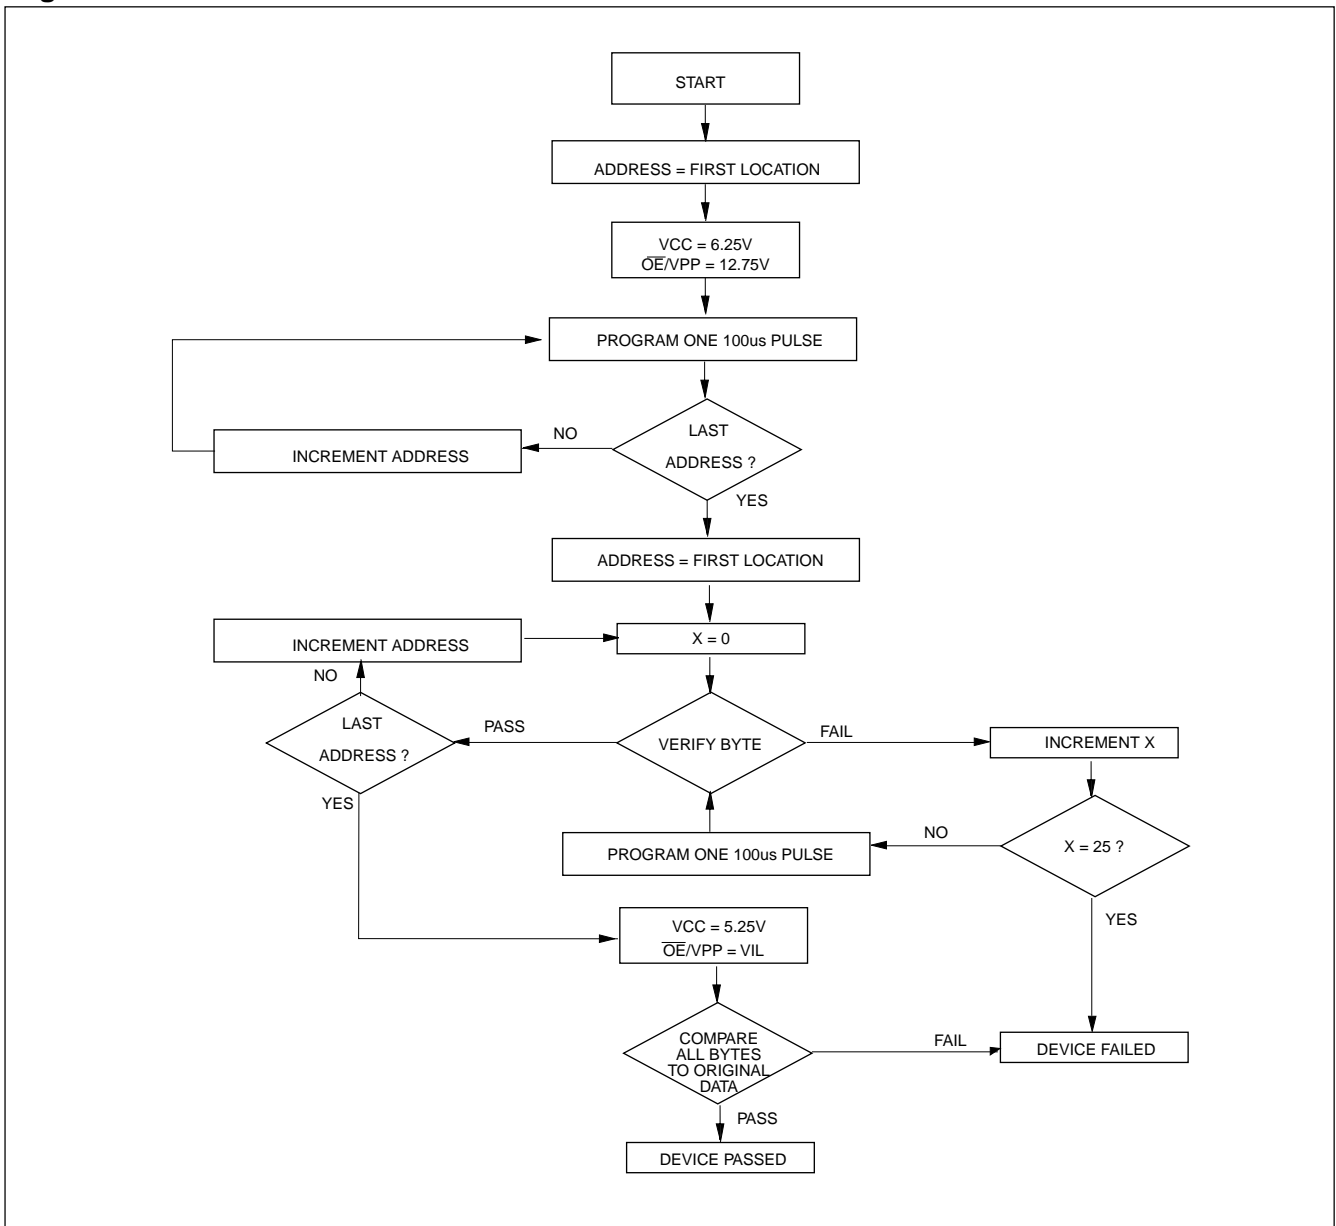 START
ADDRESS = FIRST LOCATION
VCC = 6.25V
OE/VPP = 12.75V
PROGRAM ONE 100us PULSE
LAST
ADDRESS ?
NO
INCREMENT ADDRESS
YES
ADDRESS = FIRST LOCATION
INCREMENT ADDRESS
X = 0
NO
LAST
ADDRESS ?
PASS
VERIFY BYTE
FAIL
INCREMENT X
YES
PROGRAM ONE 100us PULSE
NO
X = 25 ?
YES
VCC = 5.25V
OE/VPP = VIL
COMPARE
ALL BYTES
TO ORIGINAL
DATA
FAIL
DEVICE FAILED
PASS
DEVICE PASSED